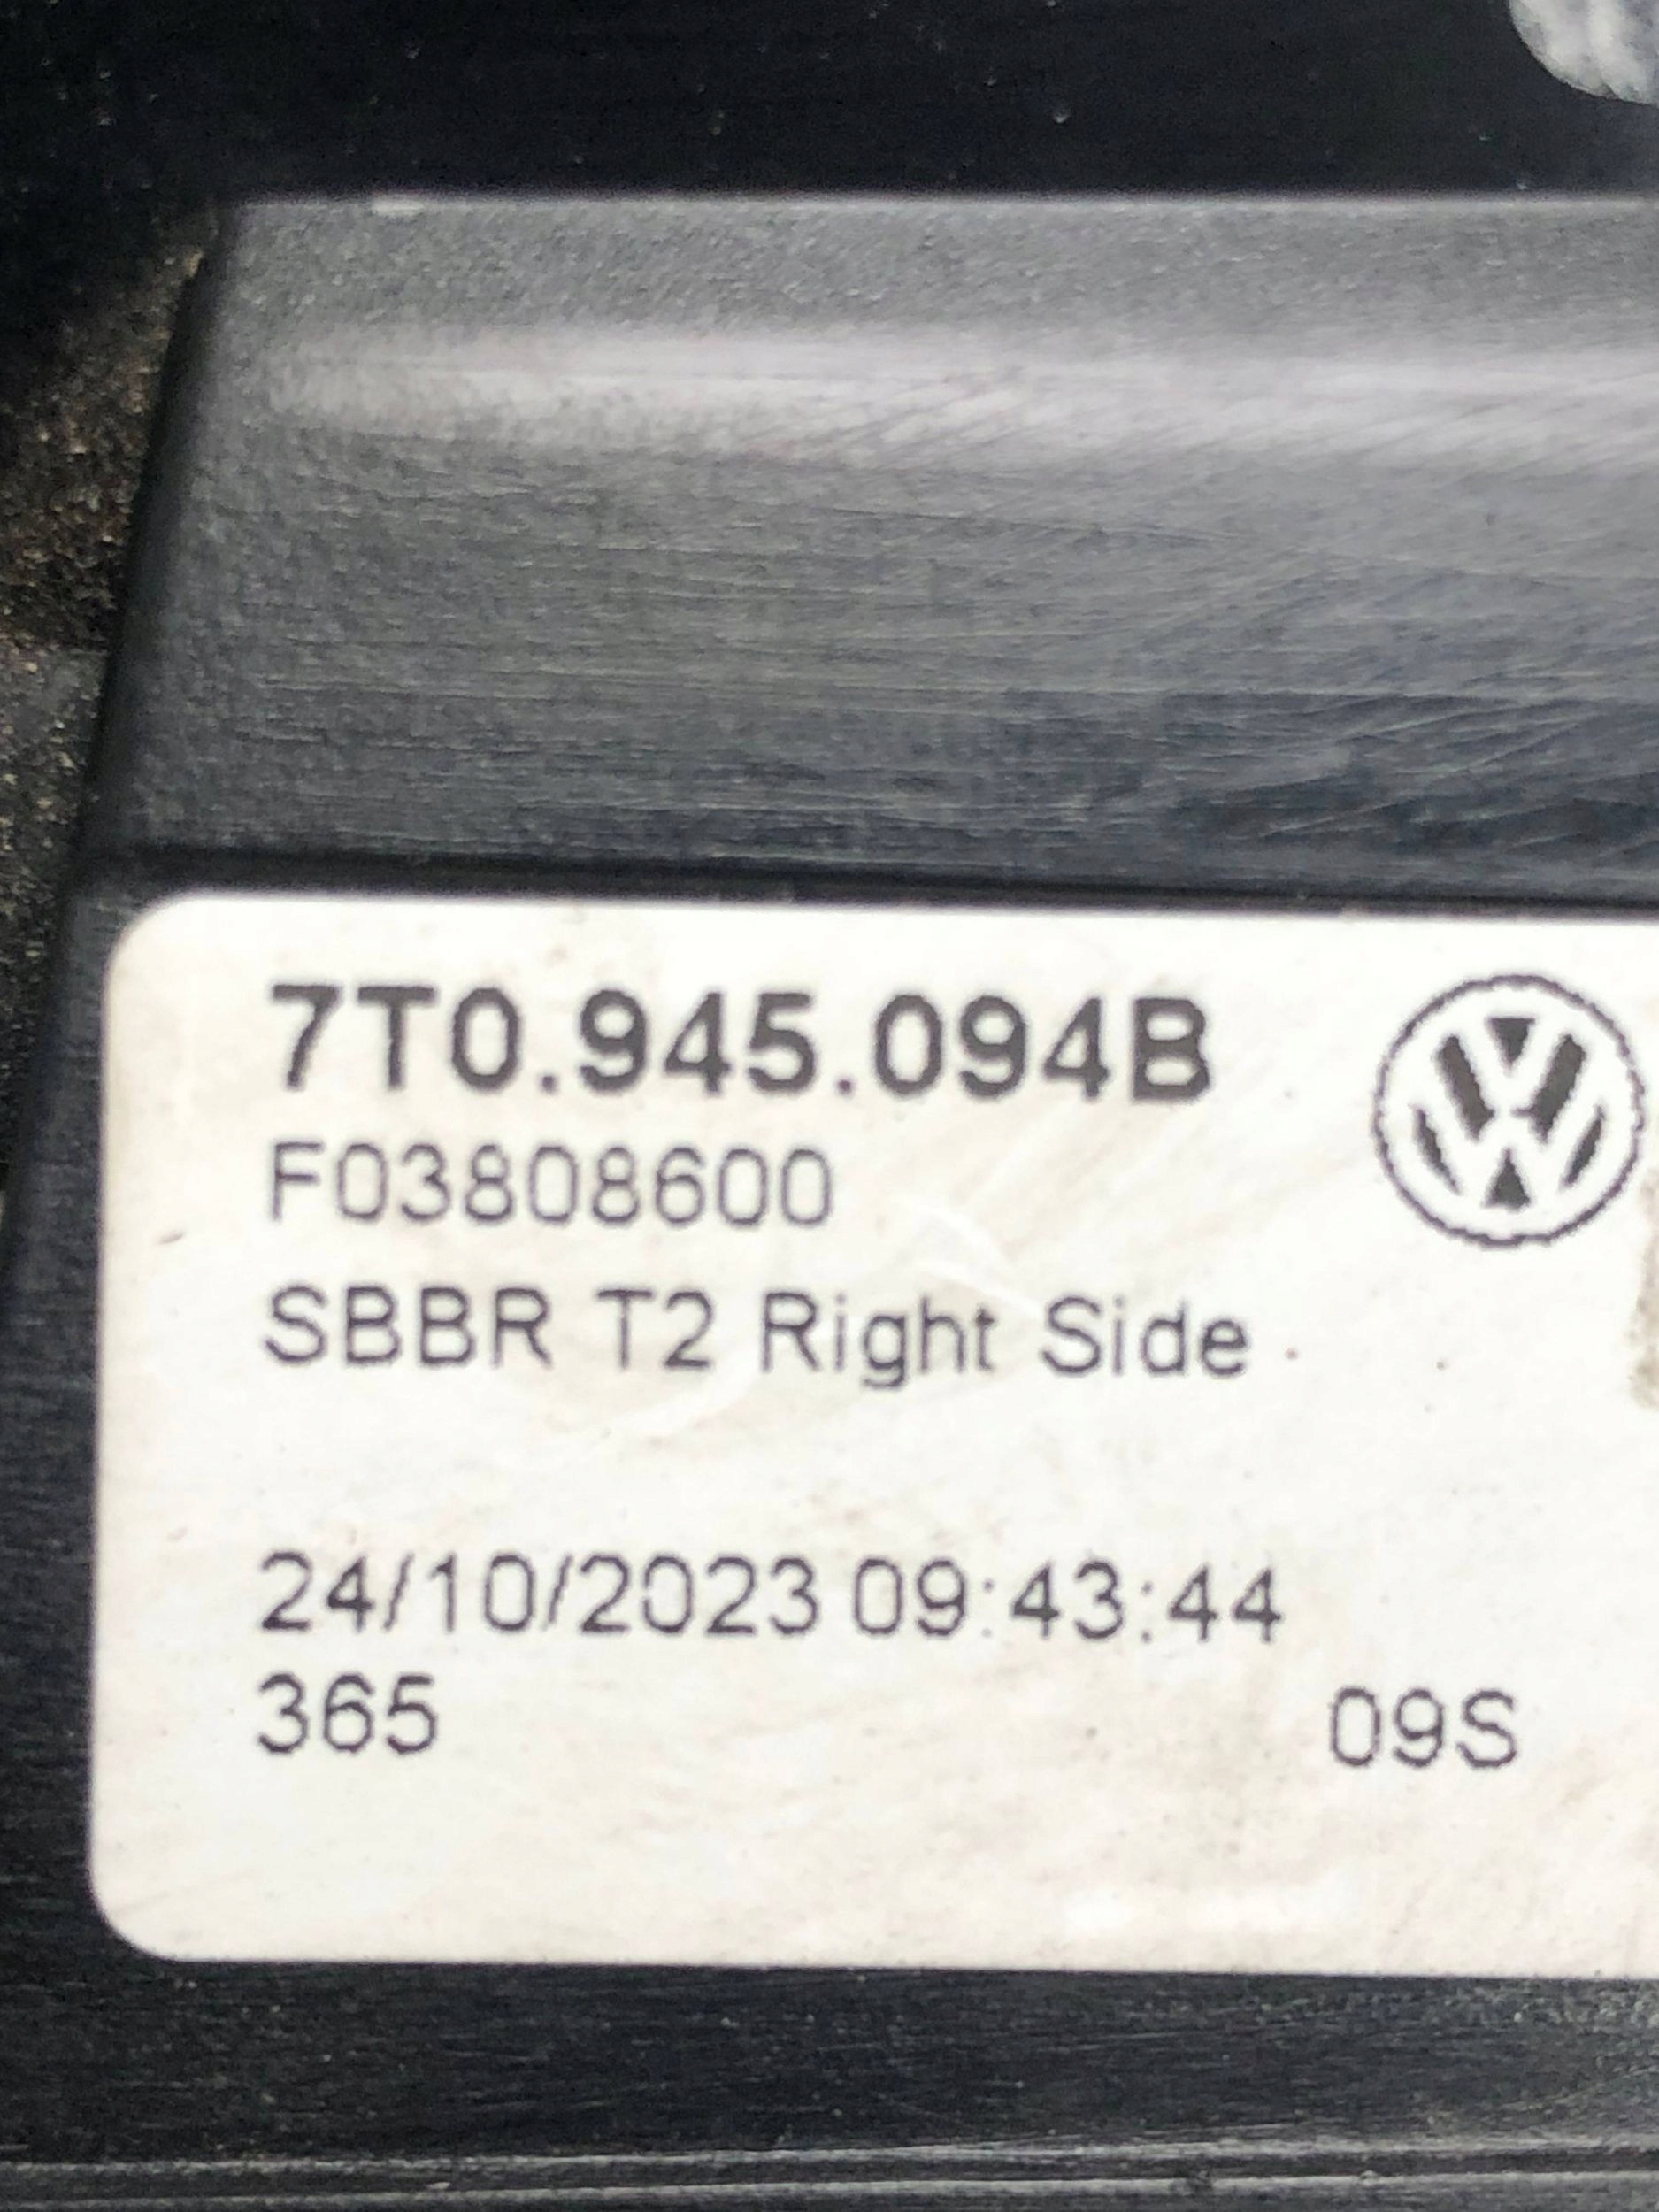 7T0.945.094B
F03808600
SBBR T2 Right Side
24/10/2023 09:43:44
365 09S